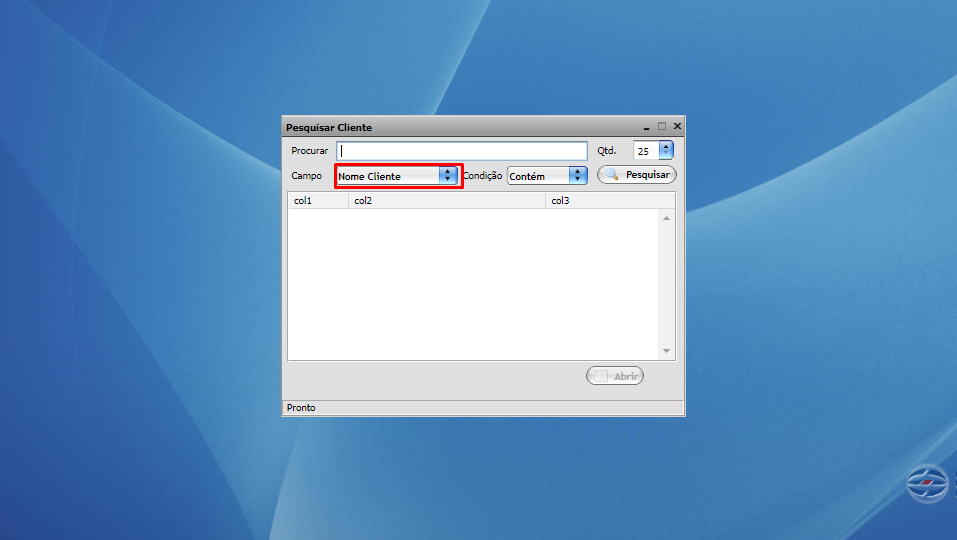 Pesquisar Cliente
Procurar Qtd. 25
Campo Nome Cliente Condição Contém Pesquisar
col1 col2 col3
Abrir
Pronto